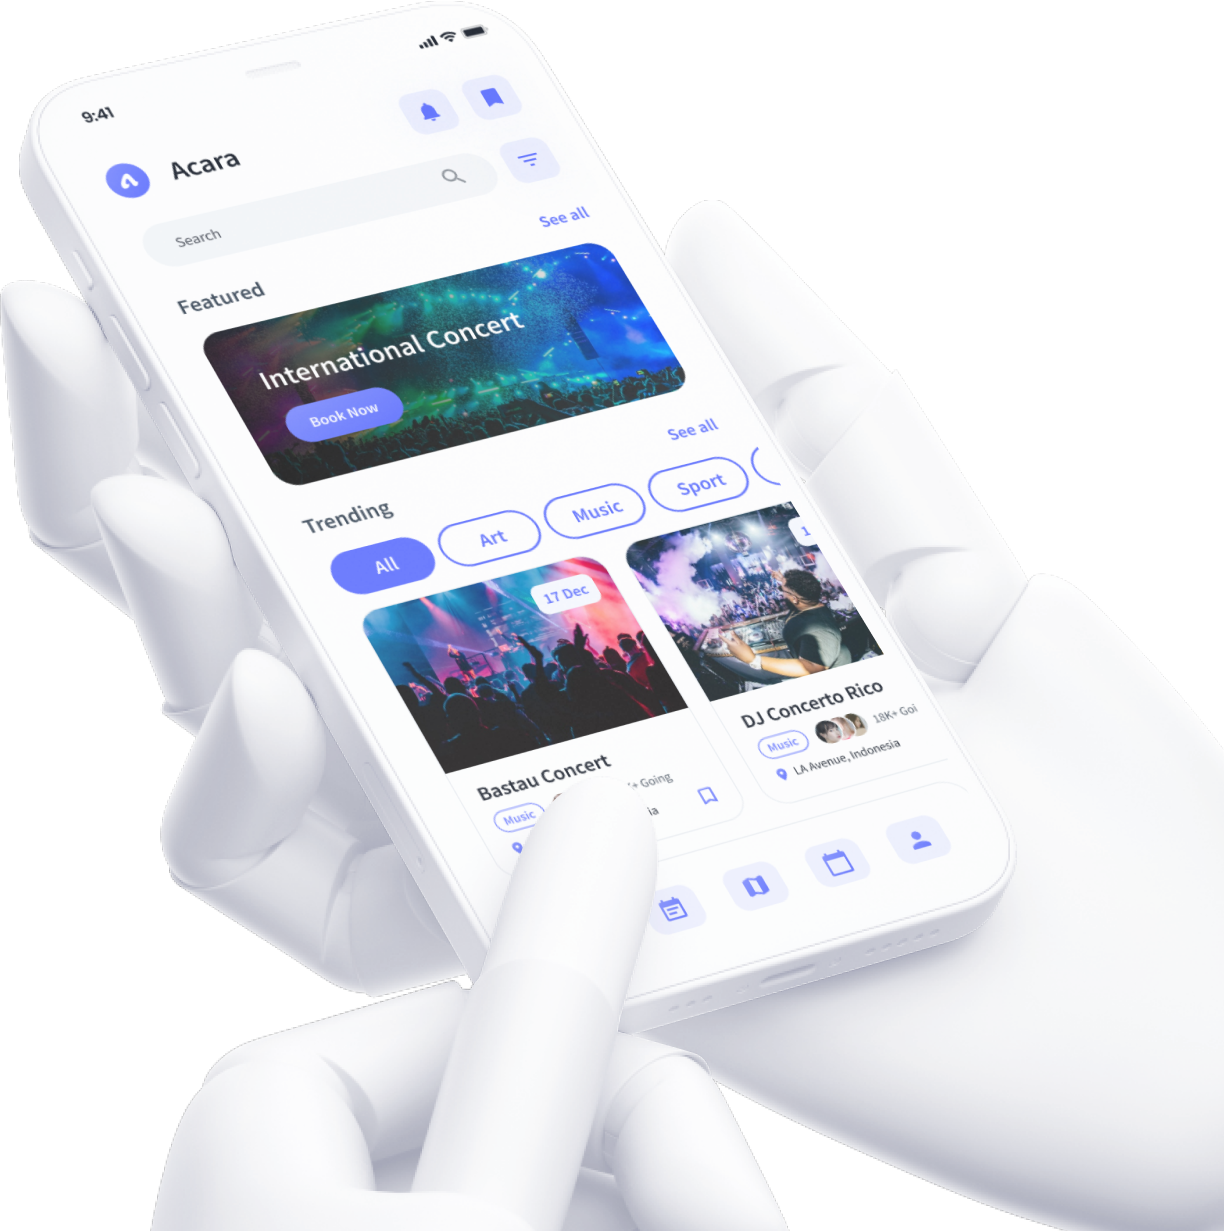 9:41
Acara
Search
Featured
See all
International Concert
Book Now
Trending
See all
All
Art
Music
Sport
17 Dec
1
Bastau Concert
Music
Going
DJ Concerto Rico
Music
18K+ Goi
LA Avenue, Indonesia